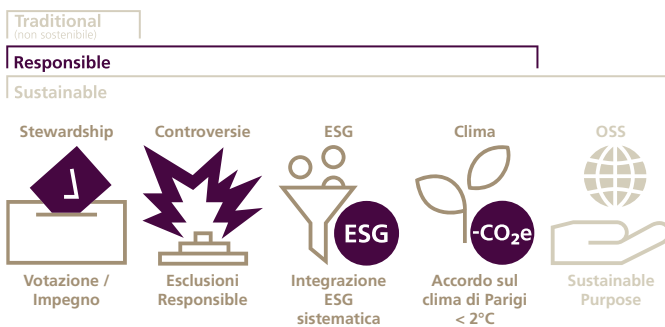 Traditional
(non sostenibile)
Responsible
Sustainable
Stewardship
Controversie
ESG
Clima
OSS
ESG
-CO₂e
Votazione /
Impegno
Esclusioni
Responsible
Integrazione
ESG
sistematica
Accordo sul
clima di Parigi
< 2°C
Sustainable
Purpose